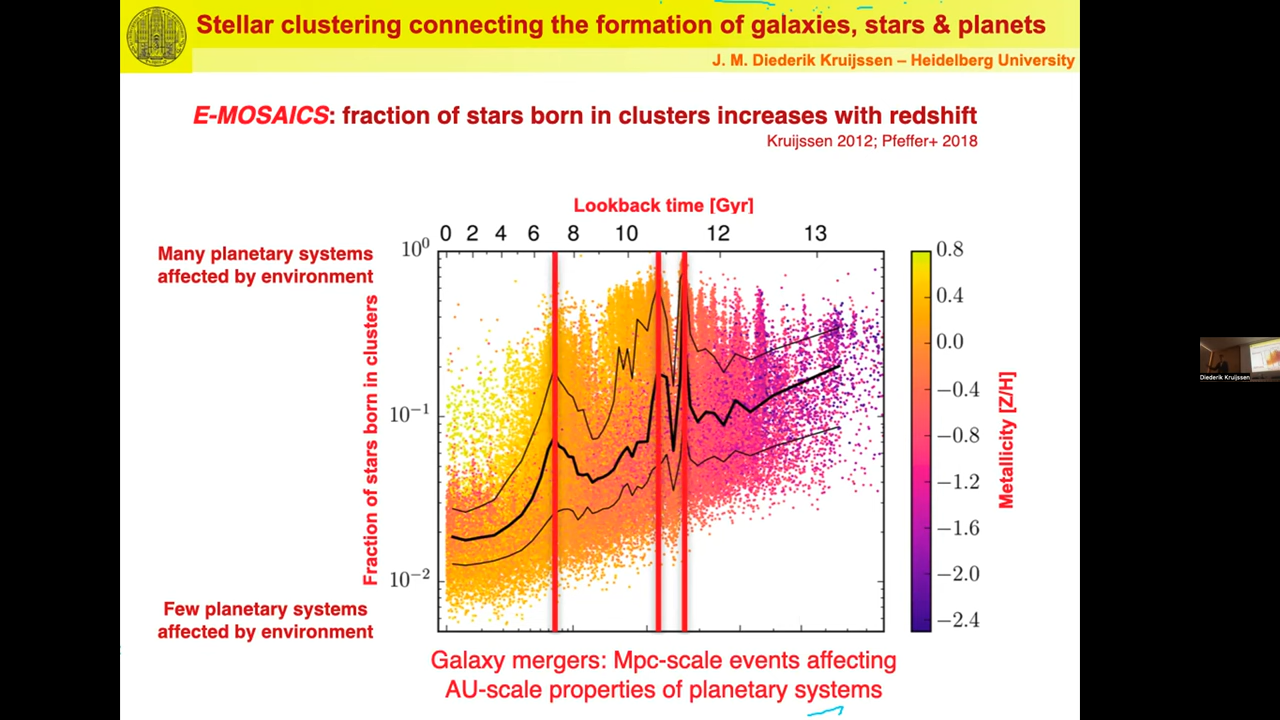 Stellar clustering connecting the formation of galaxies, stars & planets
J. M. Diederik Kruijssen – Heidelberg University
E-MOSAICS: fraction of stars born in clusters increases with redshift
Kruijssen 2012; Pfeffer+ 2018
Lookback time [Gyr]
0 2 4 6 8 10 12 13
Many planetary systems
affected by environment
Fraction of stars born in clusters
10⁰
10⁻¹
10⁻²
Few planetary systems
affected by environment
0.8
0.4
0.0
−0.4
−0.8
−1.2
−1.6
−2.0
−2.4
Metallicity [Z/H]
Galaxy mergers: Mpc-scale events affecting
AU-scale properties of planetary systems
Diederik Kruijssen